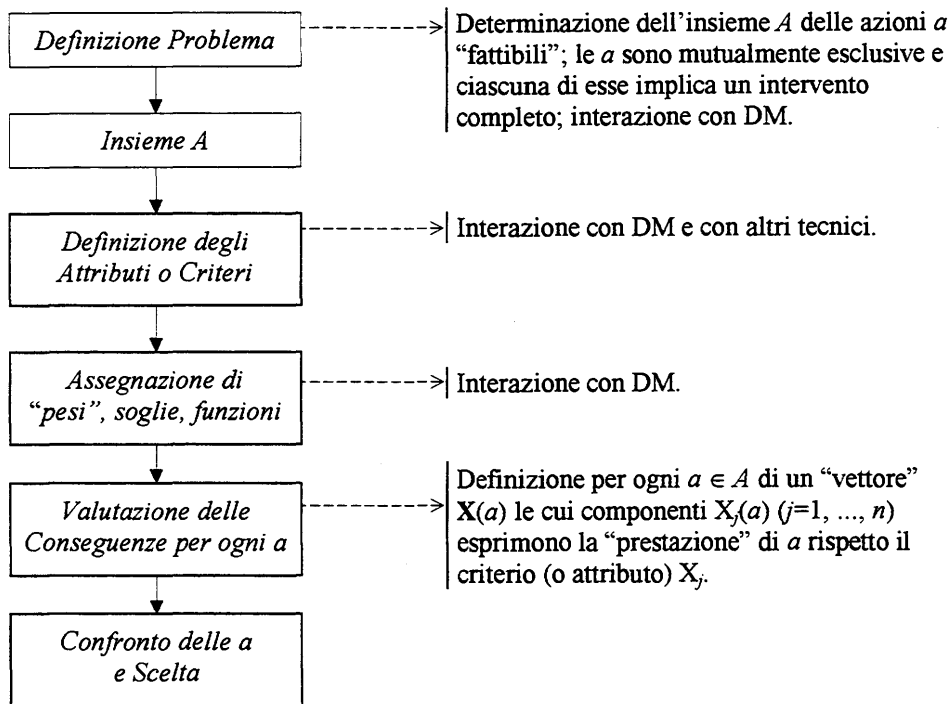 Definizione Problema
Determinazione dell'insieme A delle azioni a
"fattibili"; le a sono mutualmente esclusive e
ciascuna di esse implica un intervento
completo; interazione con DM.
Insieme A
Definizione degli
Attributi o Criteri
Interazione con DM e con altri tecnici.
Assegnazione di
"pesi", soglie, funzioni
Interazione con DM.
Valutazione delle
Conseguenze per ogni a
Definizione per ogni a ∈ A di un "vettore"
X(a) le cui componenti Xj(a) (j=1, ..., n)
esprimono la "prestazione" di a rispetto il
criterio (o attributo) Xj.
Confronto delle a
e Scelta